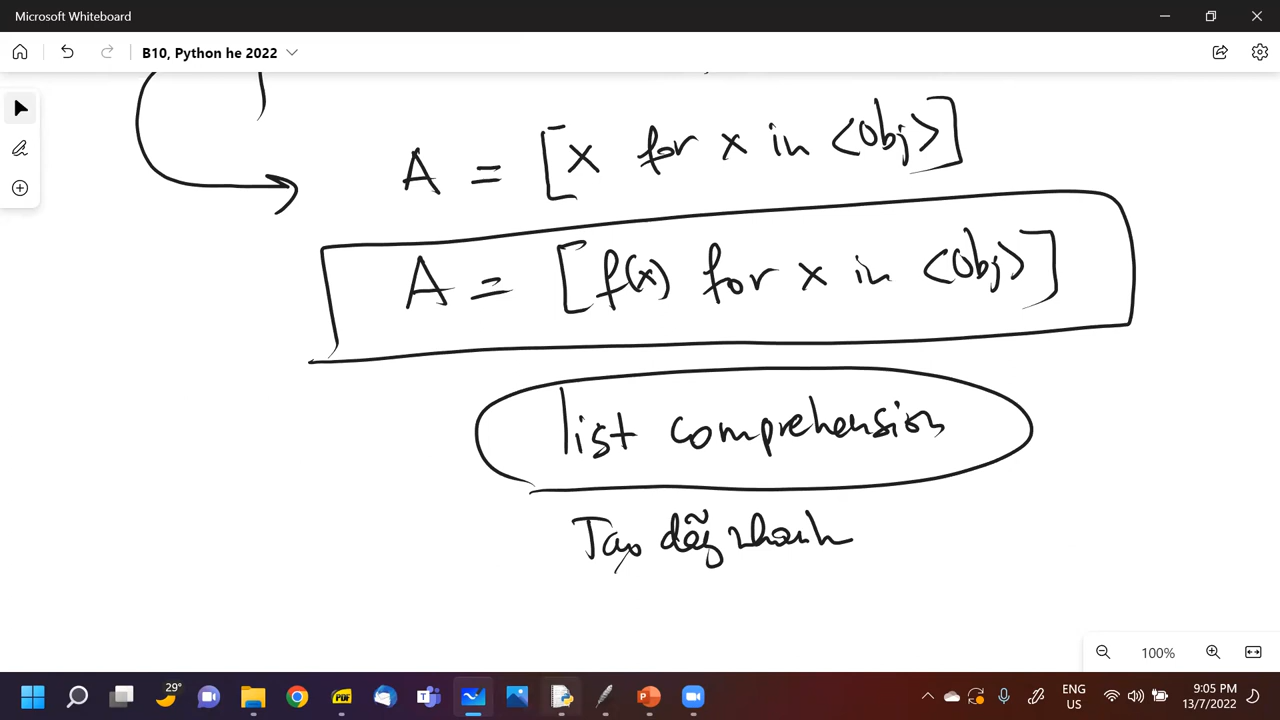 Microsoft Whiteboard
B10, Python he 2022
A = [x for x in <Obj>]
A = [f(x) for x in <Obj>]
list comprehension
Tạo dãy nhanh
100%
29°
PDF
ENG
US
9:05 PM
13/7/2022